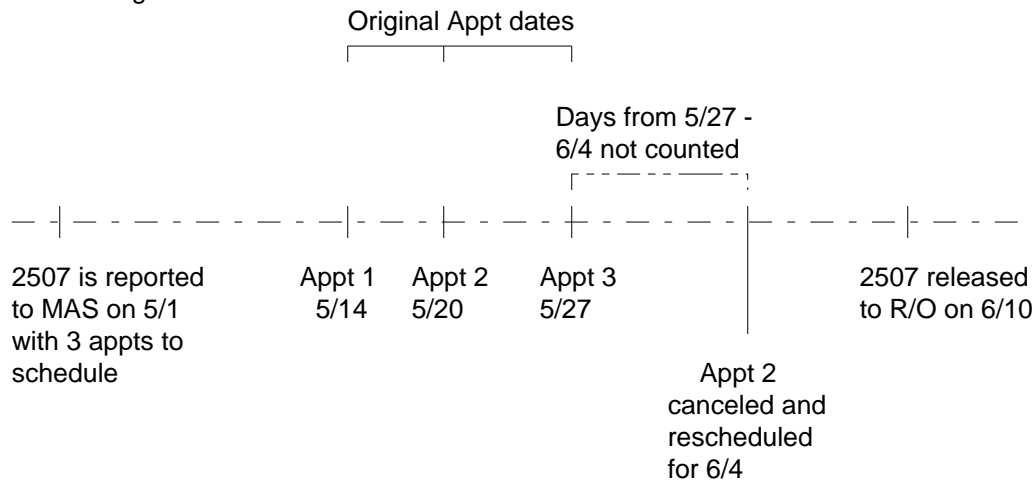 Original Appt dates
Days from 5/27 -
6/4 not counted
2507 is reported
to MAS on 5/1
with 3 appts to
schedule
Appt 1
5/14
Appt 2
5/20
Appt 3
5/27
2507 released
to R/O on 6/10
Appt 2
canceled and
rescheduled
for 6/4